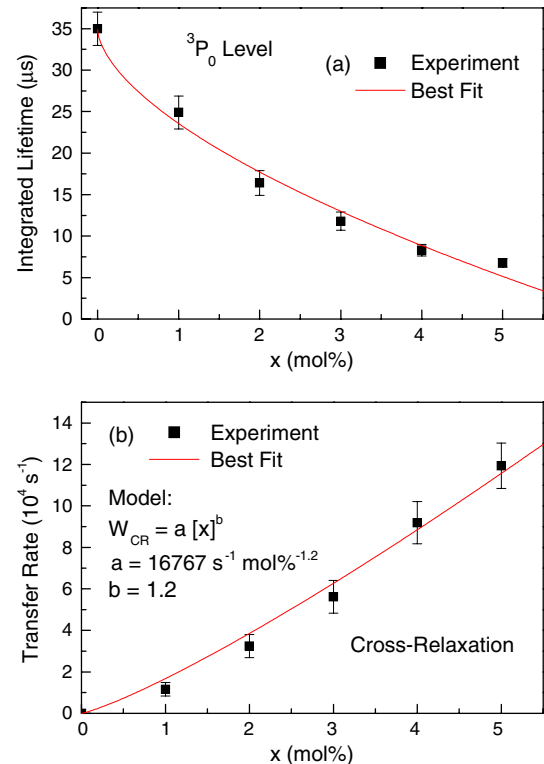 35
30
25
20
15
10
5
0
Integrated Lifetime (μs)
³P₀ Level
(a)
Experiment
Best Fit
0 1 2 3 4 5
x (mol%)
14
12
10
8
6
4
2
0
Transfer Rate (10⁴ s⁻¹)
(b)
Experiment
Best Fit
Model:
W_CR = a [x]ᵇ
a = 16767 s⁻¹ mol%⁻¹·²
b = 1.2
Cross-Relaxation
0 1 2 3 4 5
x (mol%)